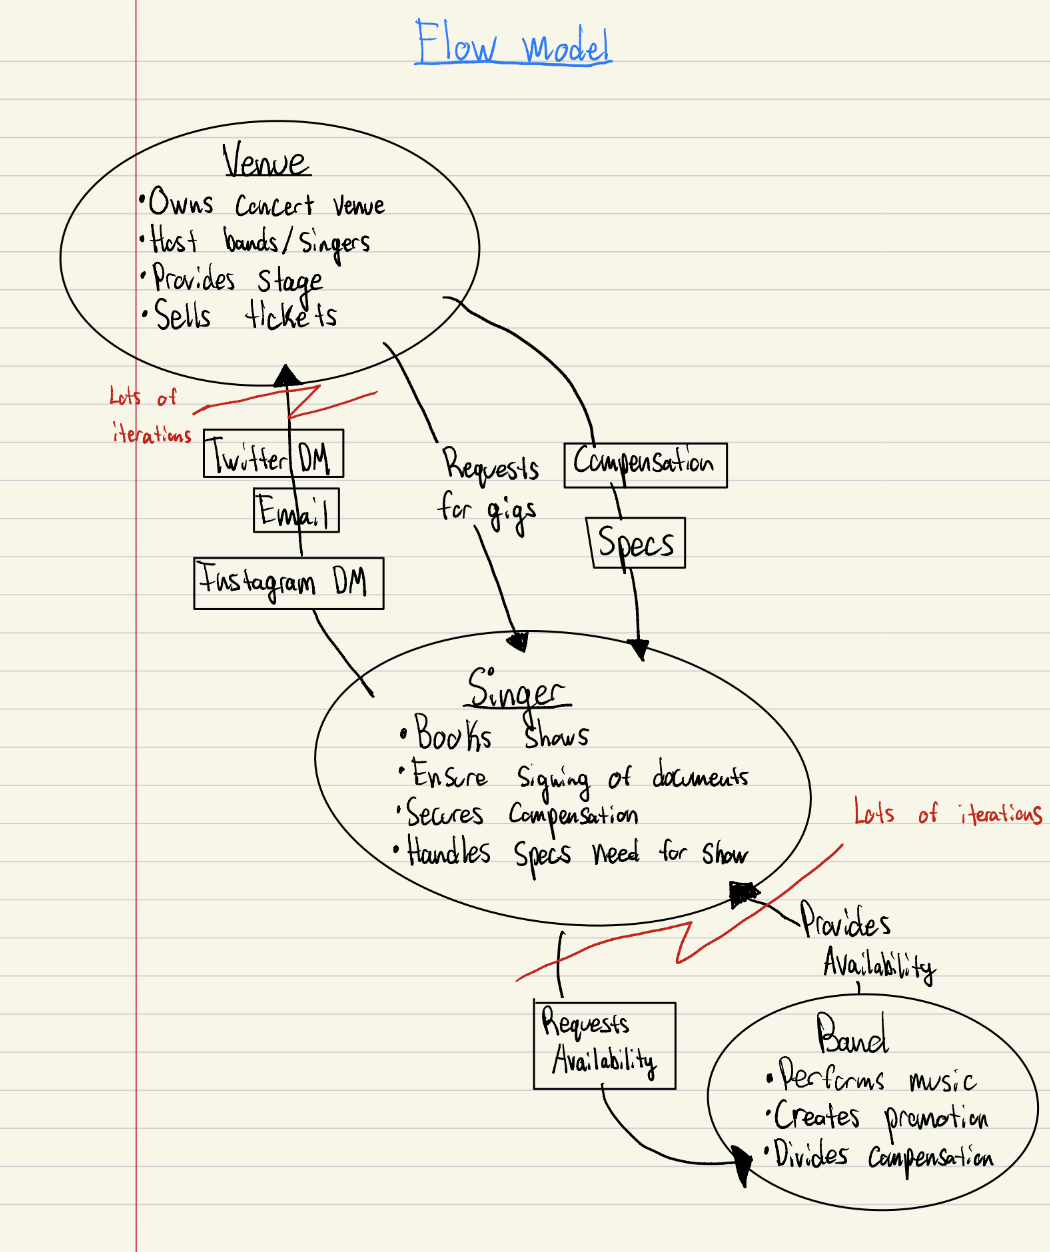 Flow model
Venue
•Owns concert venue
•Host bands/singers
•Provides stage
•Sells tickets
Lots of
iterations
Twitter DM
Email
Instagram DM
Requests
for gigs
Compensation
Specs
Singer
•Books shows
•Ensure signing of documents
•Secures compensation
•Handles specs need for show
Lots of iterations
Provides
Availability
Requests
Availability
Band
•Performs music
•Creates promotion
•Divides compensation